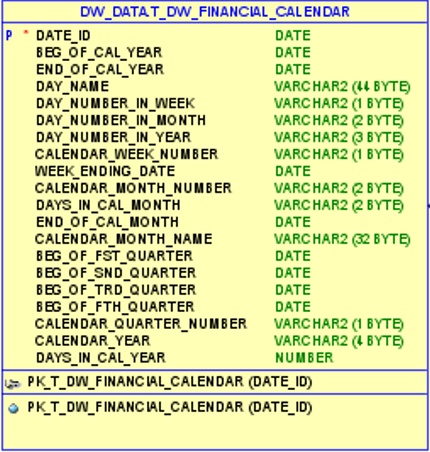 DW_DATA.T_DW_FINANCIAL_CALENDAR
P * DATE_ID DATE
BEG_OF_CAL_YEAR DATE
END_OF_CAL_YEAR DATE
DAY_NAME VARCHAR2 (44 BYTE)
DAY_NUMBER_IN_WEEK VARCHAR2 (1 BYTE)
DAY_NUMBER_IN_MONTH VARCHAR2 (2 BYTE)
DAY_NUMBER_IN_YEAR VARCHAR2 (3 BYTE)
CALENDAR_WEEK_NUMBER VARCHAR2 (1 BYTE)
WEEK_ENDING_DATE DATE
CALENDAR_MONTH_NUMBER VARCHAR2 (2 BYTE)
DAYS_IN_CAL_MONTH VARCHAR2 (2 BYTE)
END_OF_CAL_MONTH DATE
CALENDAR_MONTH_NAME VARCHAR2 (32 BYTE)
BEG_OF_FST_QUARTER DATE
BEG_OF_SND_QUARTER DATE
BEG_OF_TRD_QUARTER DATE
BEG_OF_FTH_QUARTER DATE
CALENDAR_QUARTER_NUMBER VARCHAR2 (1 BYTE)
CALENDAR_YEAR VARCHAR2 (4 BYTE)
DAYS_IN_CAL_YEAR NUMBER
PK_T_DW_FINANCIAL_CALENDAR (DATE_ID)
PK_T_DW_FINANCIAL_CALENDAR (DATE_ID)